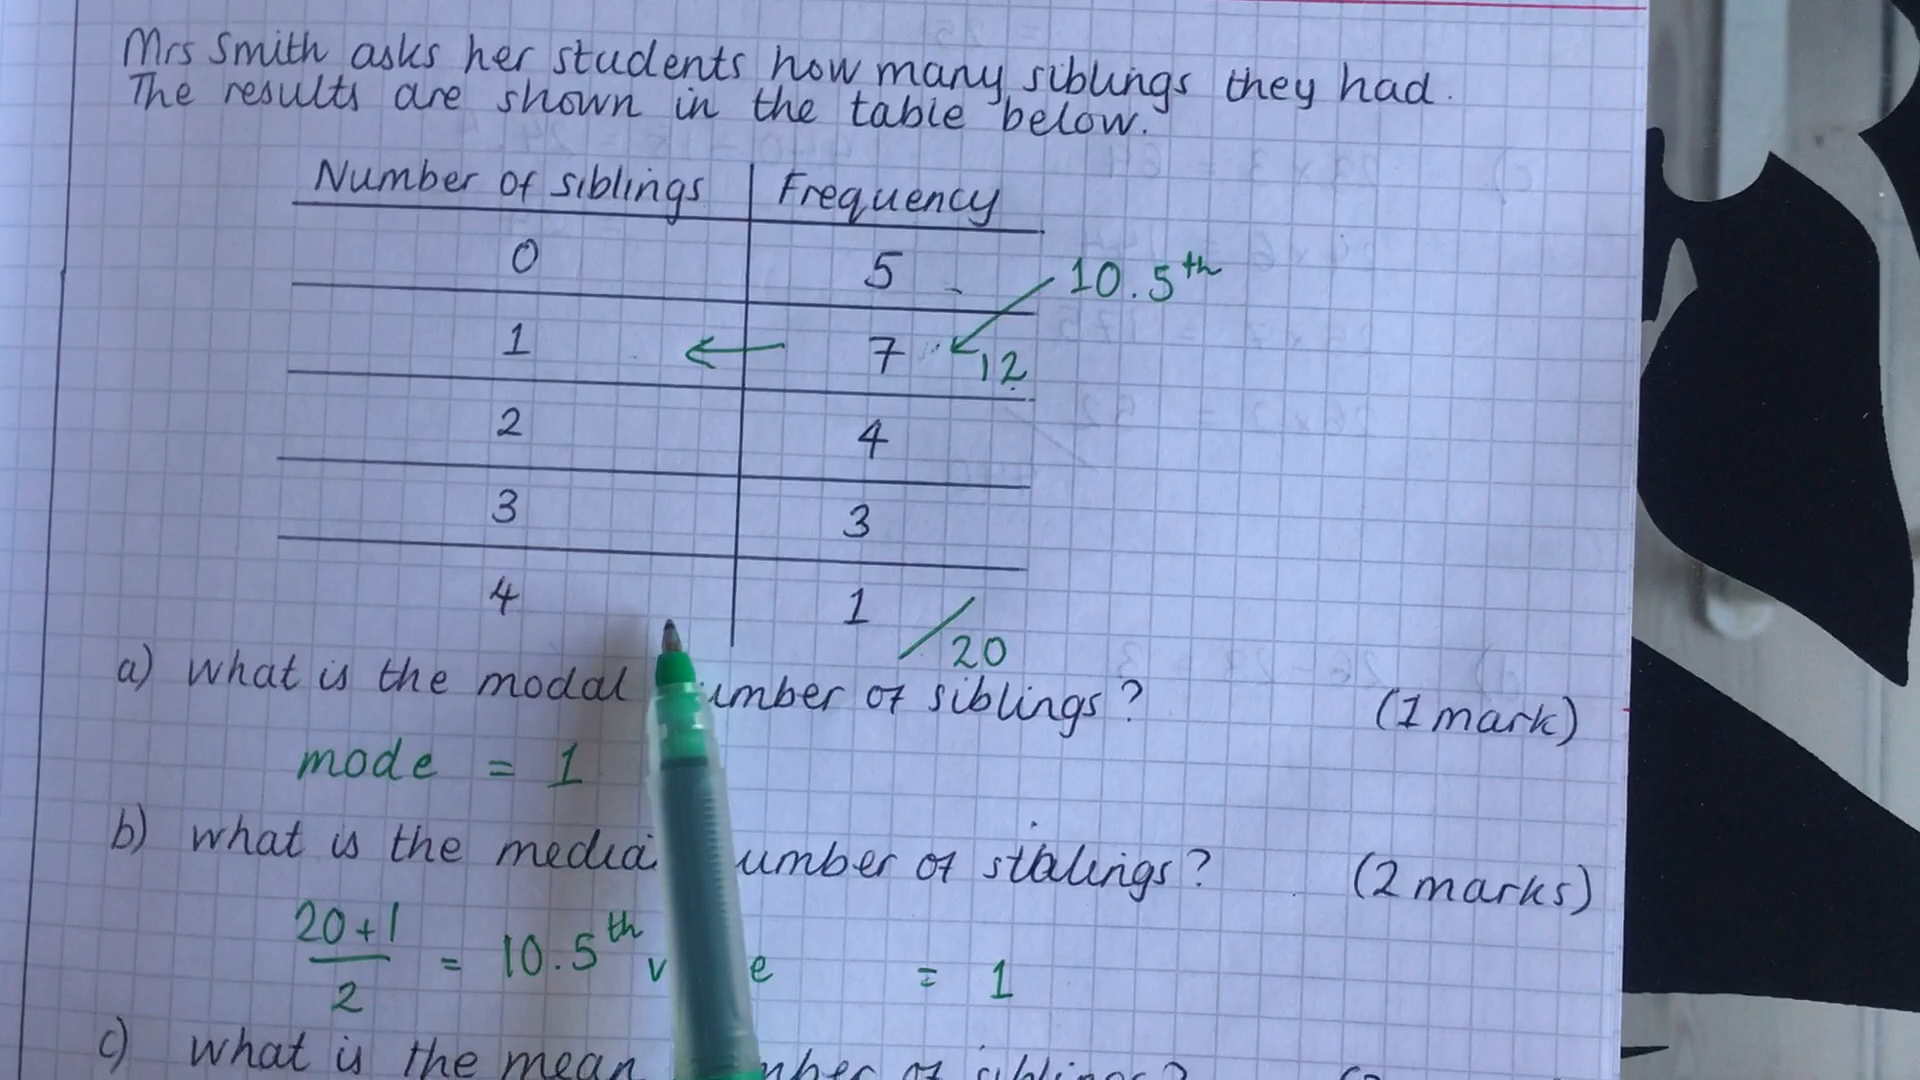 Mrs Smith asks her students how many siblings they had.
The results are shown in the table below.
Number of siblings Frequency
0 5
10.5th
1 7 12
2 4
3 3
4 1
20
a) what is the modal umber of siblings? (1 mark)
mode = 1
b) what is the media umber of stblings? (2 marks)
20+1
2
= 10.5th v e = 1
c) what is the mean